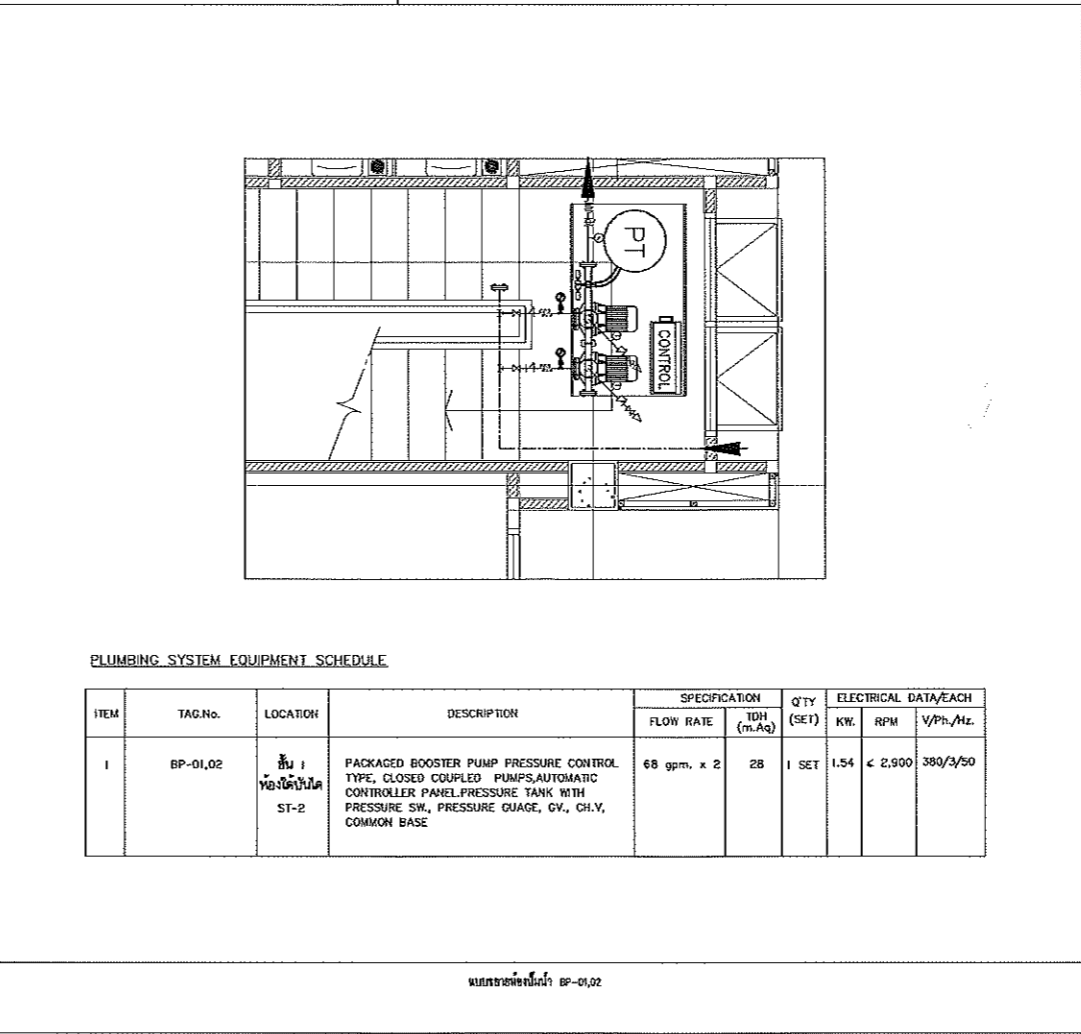 PT
CONTROL
PLUMBING SYSTEM EQUIPMENT SCHEDULE
ITEM
TAG.No.
LOCATION
DESCRIPTION
SPECIFICATION
FLOW RATE
TDH
(m.Aq)
Q'TY
(SET)
ELECTRICAL DATA/EACH
KW.
RPM
V/Ph./Hz.
1
BP-01,02
ชั้น 1
ห้องใต้บันได
ST-2
PACKAGED BOOSTER PUMP PRESSURE CONTROL
TYPE, CLOSED COUPLED PUMPS,AUTOMATIC
CONTROLLER PANEL.PRESSURE TANK WITH
PRESSURE SW., PRESSURE GUAGE, GV., CH.V,
COMMON BASE
68 gpm. x 2
28
1 SET
1.54
< 2,900
380/3/50
แบบขยายห้องปั๊มน้ำ BP-01,02